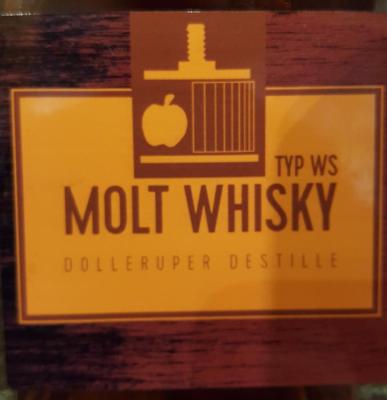 TYP WS
MOLT WHISKY
DOLLERUPER DESTILLE